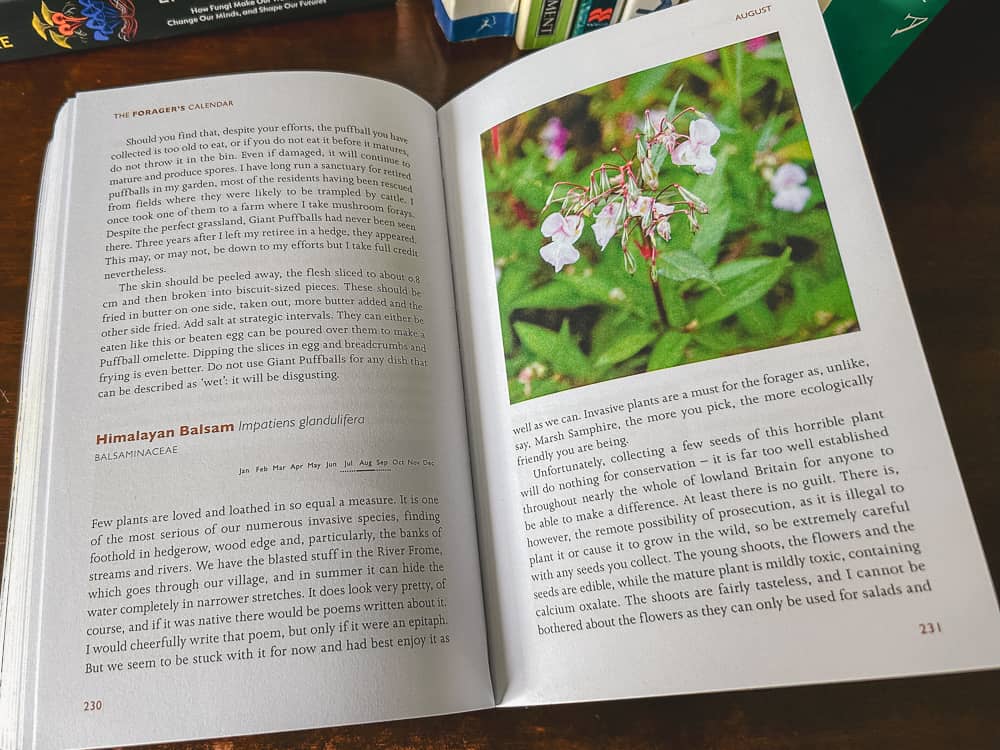 How Fungi Make Our
Change Our Minds, and Shape Our Futures
MENT
A
THE FORAGER'S CALENDAR
Should you find that, despite your efforts, the puffball you have
collected is too old to eat, or if you do not eat it before it matures,
do not throw it in the bin. Even if damaged, it will continue to
mature and produce spores. I have long run a sanctuary for retired
puffballs in my garden, most of the residents having been rescued
from fields where they were likely to be trampled by cattle. I
once took one of them to a farm where I take mushroom forays.
Despite the perfect grassland, Giant Puffballs had never been seen
there. Three years after I left my retiree in a hedge, they appeared.
This may, or may not, be down to my efforts but I take full credit
nevertheless.
The skin should be peeled away, the flesh sliced to about 0.8
cm and then broken into biscuit-sized pieces. These should be
fried in butter on one side, taken out, more butter added and the
other side fried. Add salt at strategic intervals. They can either be
eaten like this or beaten egg can be poured over them to make a
Puffball omelette. Dipping the slices in egg and breadcrumbs and
frying is even better. Do not use Giant Puffballs for any dish that
can be described as 'wet': it will be disgusting.
Himalayan Balsam Impatiens glandulifera
BALSAMINACEAE
Jan Feb Mar Apr May Jun Jul Aug Sep Oct Nov Dec
Few plants are loved and loathed in so equal a measure. It is one
of the most serious of our numerous invasive species, finding
foothold in hedgerow, wood edge and, particularly, the banks of
streams and rivers. We have the blasted stuff in the River Frome,
which goes through our village, and in summer it can hide the
water completely in narrower stretches. It does look very pretty, of
course, and if it was native there would be poems written about it.
I would cheerfully write that poem, but only if it were an epitaph.
But we seem to be stuck with it for now and had best enjoy it as
230
AUGUST
well as we can. Invasive plants are a must for the forager as, unlike,
say, Marsh Samphire, the more you pick, the more ecologically
friendly you are being.
Unfortunately, collecting a few seeds of this horrible plant
will do nothing for conservation – it is far too well established
throughout nearly the whole of lowland Britain for anyone to
be able to make a difference. At least there is no guilt. There is,
however, the remote possibility of prosecution, as it is illegal to
plant it or cause it to grow in the wild, so be extremely careful
with any seeds you collect. The young shoots, the flowers and the
seeds are edible, while the mature plant is mildly toxic, containing
calcium oxalate. The shoots are fairly tasteless, and I cannot be
bothered about the flowers as they can only be used for salads and
231